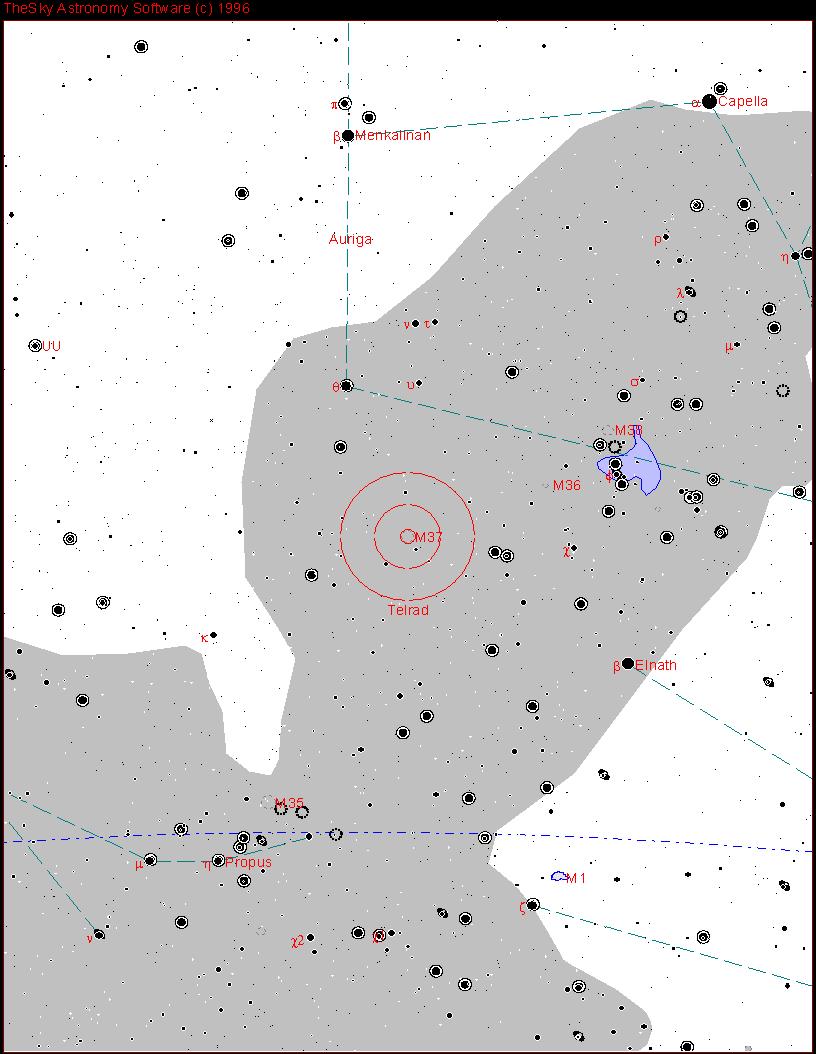 TheSky Astronomy Software (c) 1996
π
α Capella
β Menkalinan
Auriga
ρ
η
λ
ν τ
UU
μ
θ
υ
σ
M38
φ
M36
M37
χ
Telrad
κ
β Elnath
M35
μ
η Propus
M1
ζ
ν
χ2